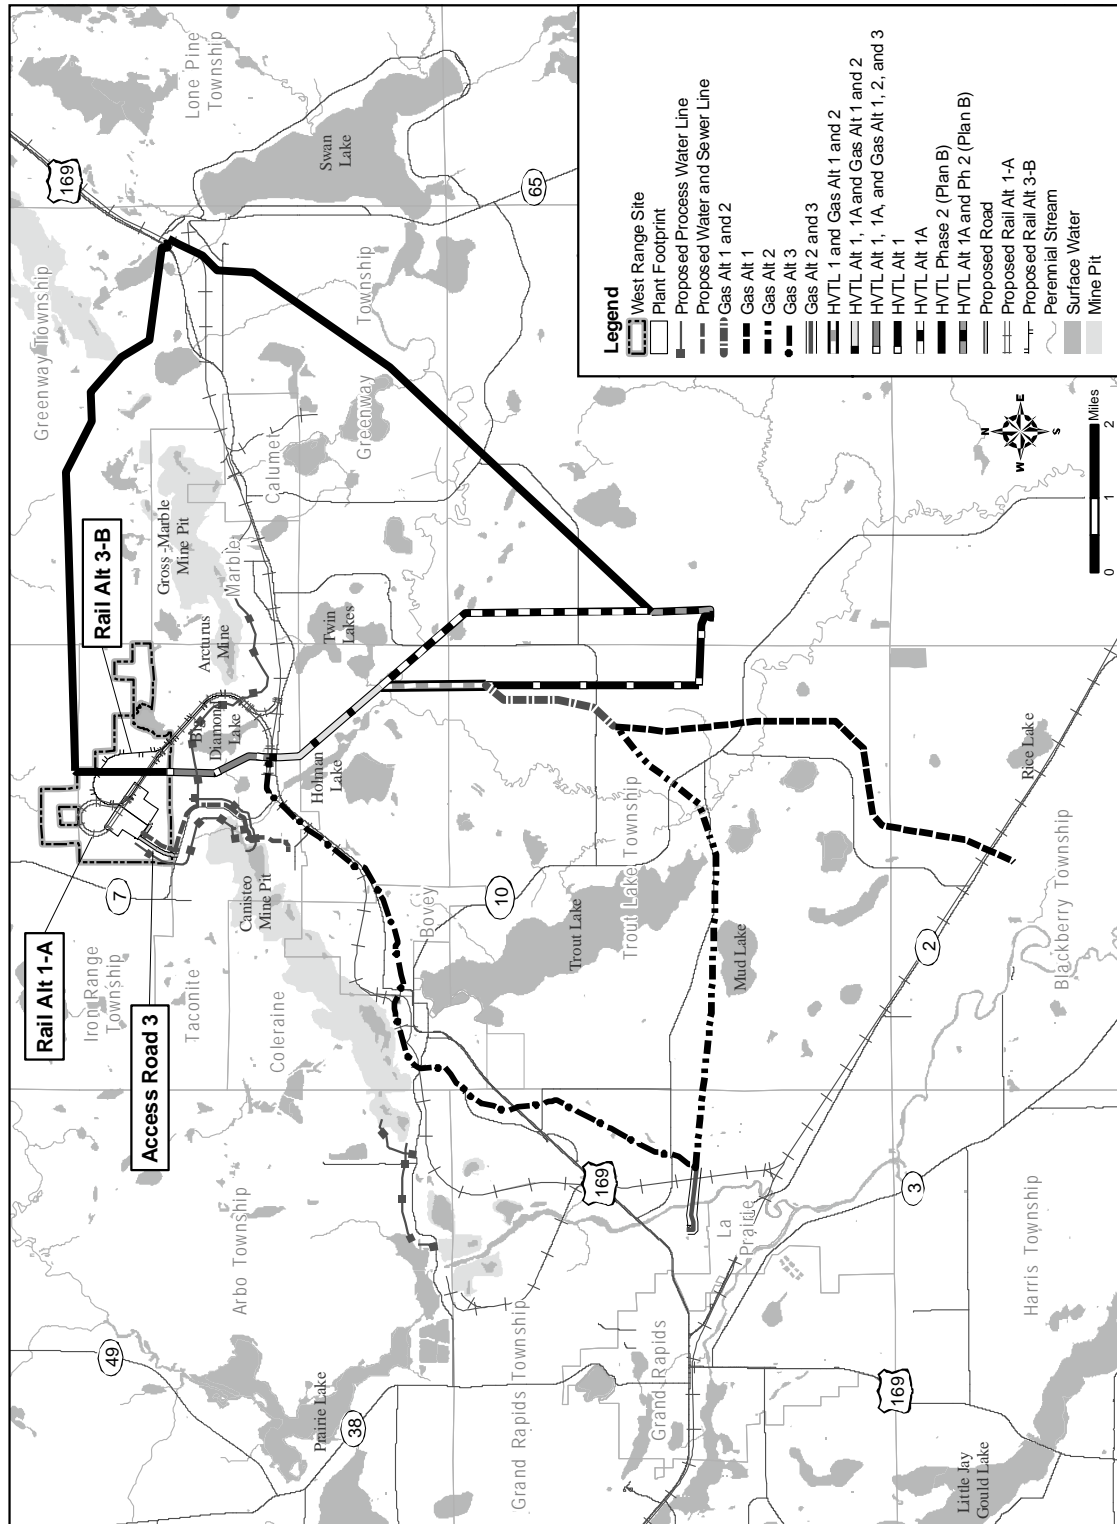 Rail Alt 1-A
Access Road 3
Rail Alt 3-B
Lone Pine
Township
Greenway Township
Swan
Lake
169
65
Greenway
Township
Calumet
Marble
Gross-Marble
Mine Pit
Arcturus
Mine
Twin
Lakes
Diamond
Lake
Holman
Lake
7
Canisteo
Mine Pit
Iron Range
Township
Taconite
Coleraine
Bovey
10
Trout Lake
Trout Lake Township
Mud Lake
Rice Lake
Blackberry Township
2
3
169
La
Prairie
Harris Township
Arbo Township
49
Prairie Lake
38
Grand Rapids Township
Grand Rapids
169
Little Jay
Gould Lake
Legend
West Range Site
Plant Footprint
Proposed Process Water Line
Proposed Water and Sewer Line
Gas Alt 1 and 2
Gas Alt 1
Gas Alt 2
Gas Alt 3
Gas Alt 2 and 3
HVTL 1 and Gas Alt 1 and 2
HVTL Alt 1, 1A and Gas Alt 1 and 2
HVTL Alt 1, 1A, and Gas Alt 1, 2, and 3
HVTL Alt 1
HVTL Alt 1A
HVTL Phase 2 (Plan B)
HVTL Alt 1A and Ph 2 (Plan B)
Proposed Road
Proposed Rail Alt 1-A
Proposed Rail Alt 3-B
Perennial Stream
Surface Water
Mine Pit
N
W E
S
0 1 2
Miles